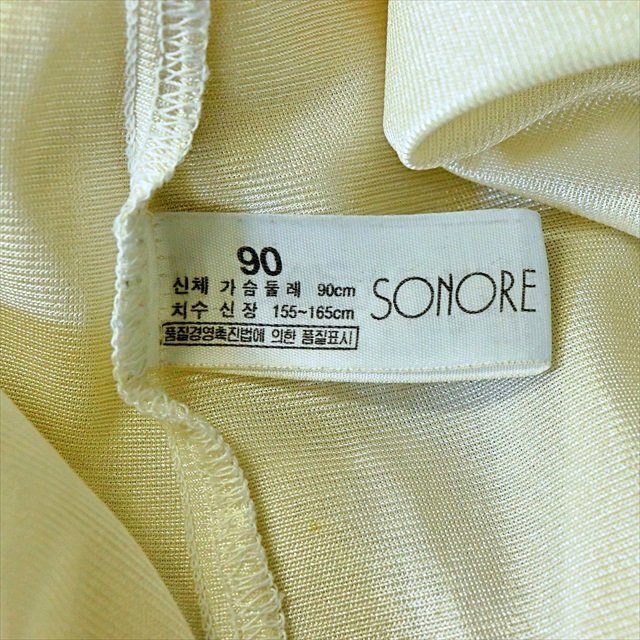 90
신체 가슴둘레 90cm
치수 신장 155~165cm
품질경영촉진법에 의한 품질표시
SONORE